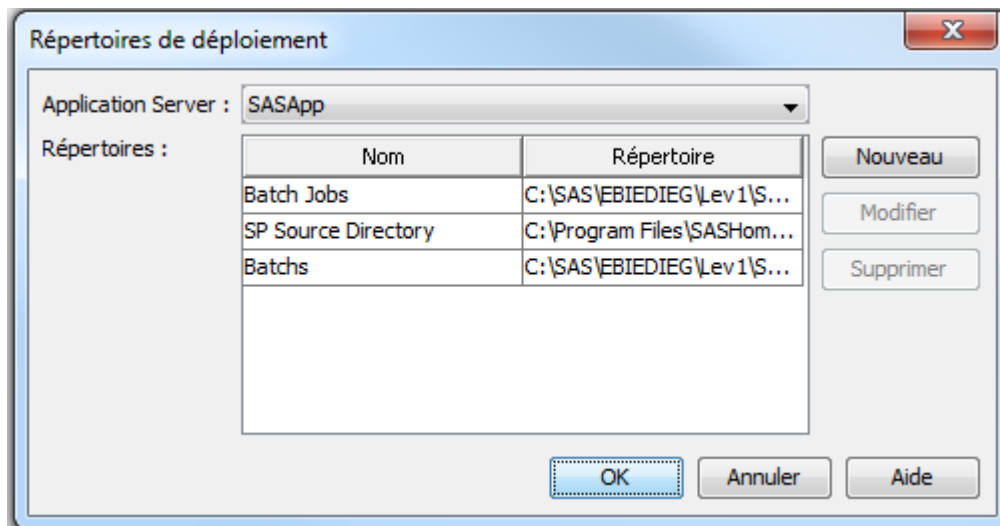 Répertoires de déploiement
Application Server : SASApp
Répertoires :
Nom Répertoire
Batch Jobs C:\SAS\EBIEDIEG\Lev1\S...
SP Source Directory C:\Program Files\SASHom...
Batchs C:\SAS\EBIEDIEG\Lev1\S...
Nouveau
Modifier
Supprimer
OK Annuler Aide